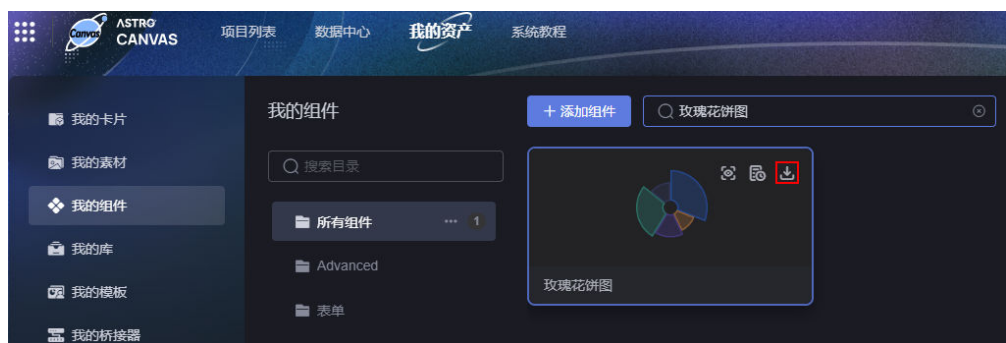 Canvas ASTRO CANVAS 项目列表 数据中心 我的资产 系统教程
我的卡片
我的素材
我的组件
我的库
我的模板
我的桥接器
我的组件
+ 添加组件
玫瑰花饼图
搜索目录
所有组件 ... 1
Advanced
表单
玫瑰花饼图